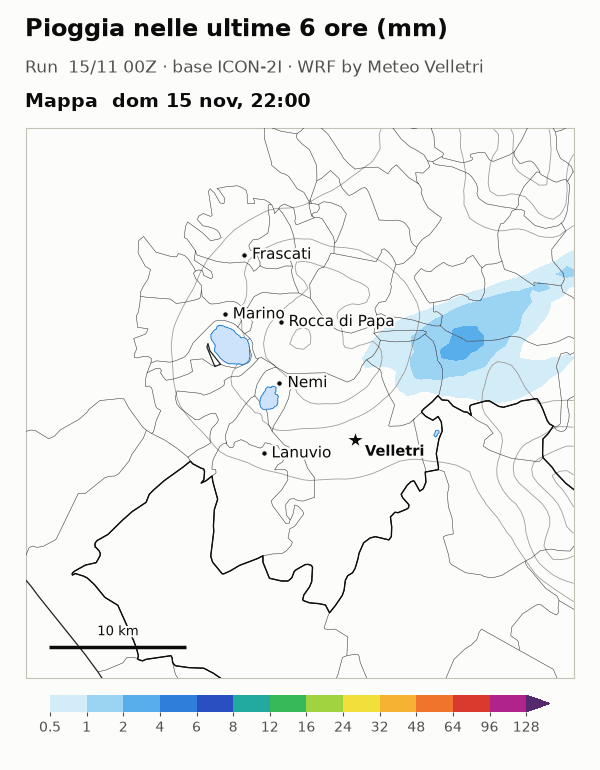 Pioggia nelle ultime 6 ore (mm)
Run  15/11 00Z · base ICON-2I · WRF by Meteo Velletri
Mappa  dom 15 nov, 22:00
Frascati
Marino
Rocca di Papa
Nemi
Velletri
Lanuvio
10 km
0.5 1 2 4 6 8 12 16 24 32 48 64 96 128